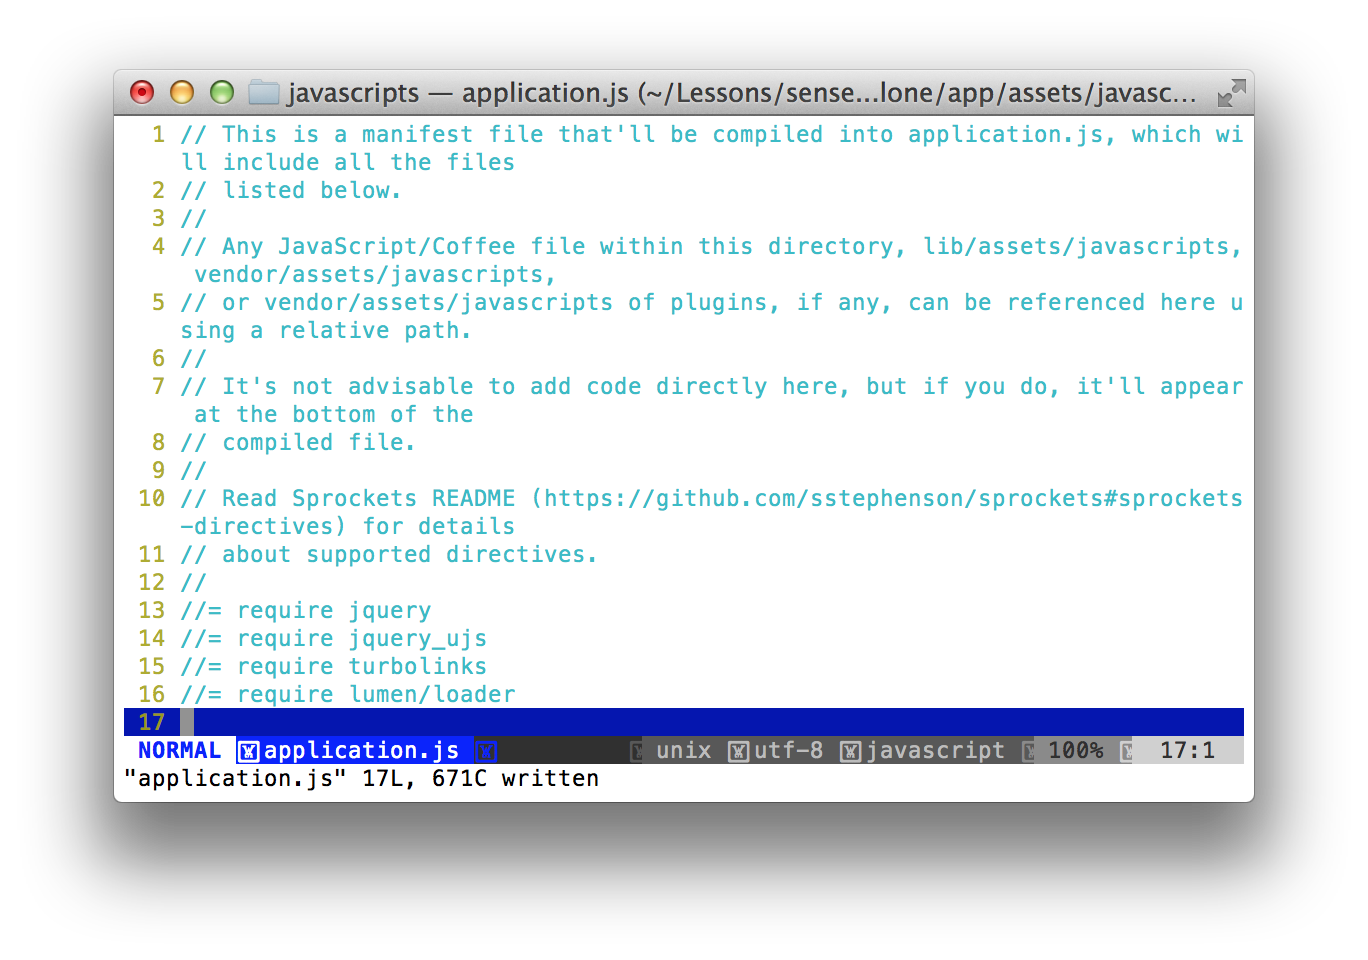 javascripts — application.js (~/Lessons/sense...lone/app/assets/javasc...
1 // This is a manifest file that'll be compiled into application.js, which wi
ll include all the files
2 // listed below.
3 //
4 // Any JavaScript/Coffee file within this directory, lib/assets/javascripts,
vendor/assets/javascripts,
5 // or vendor/assets/javascripts of plugins, if any, can be referenced here u
sing a relative path.
6 //
7 // It's not advisable to add code directly here, but if you do, it'll appear
at the bottom of the
8 // compiled file.
9 //
10 // Read Sprockets README (https://github.com/sstephenson/sprockets#sprockets
-directives) for details
11 // about supported directives.
12 //
13 //= require jquery
14 //= require jquery_ujs
15 //= require turbolinks
16 //= require lumen/loader
17
NORMAL application.js unix utf-8 javascript 100% 17:1
"application.js" 17L, 671C written